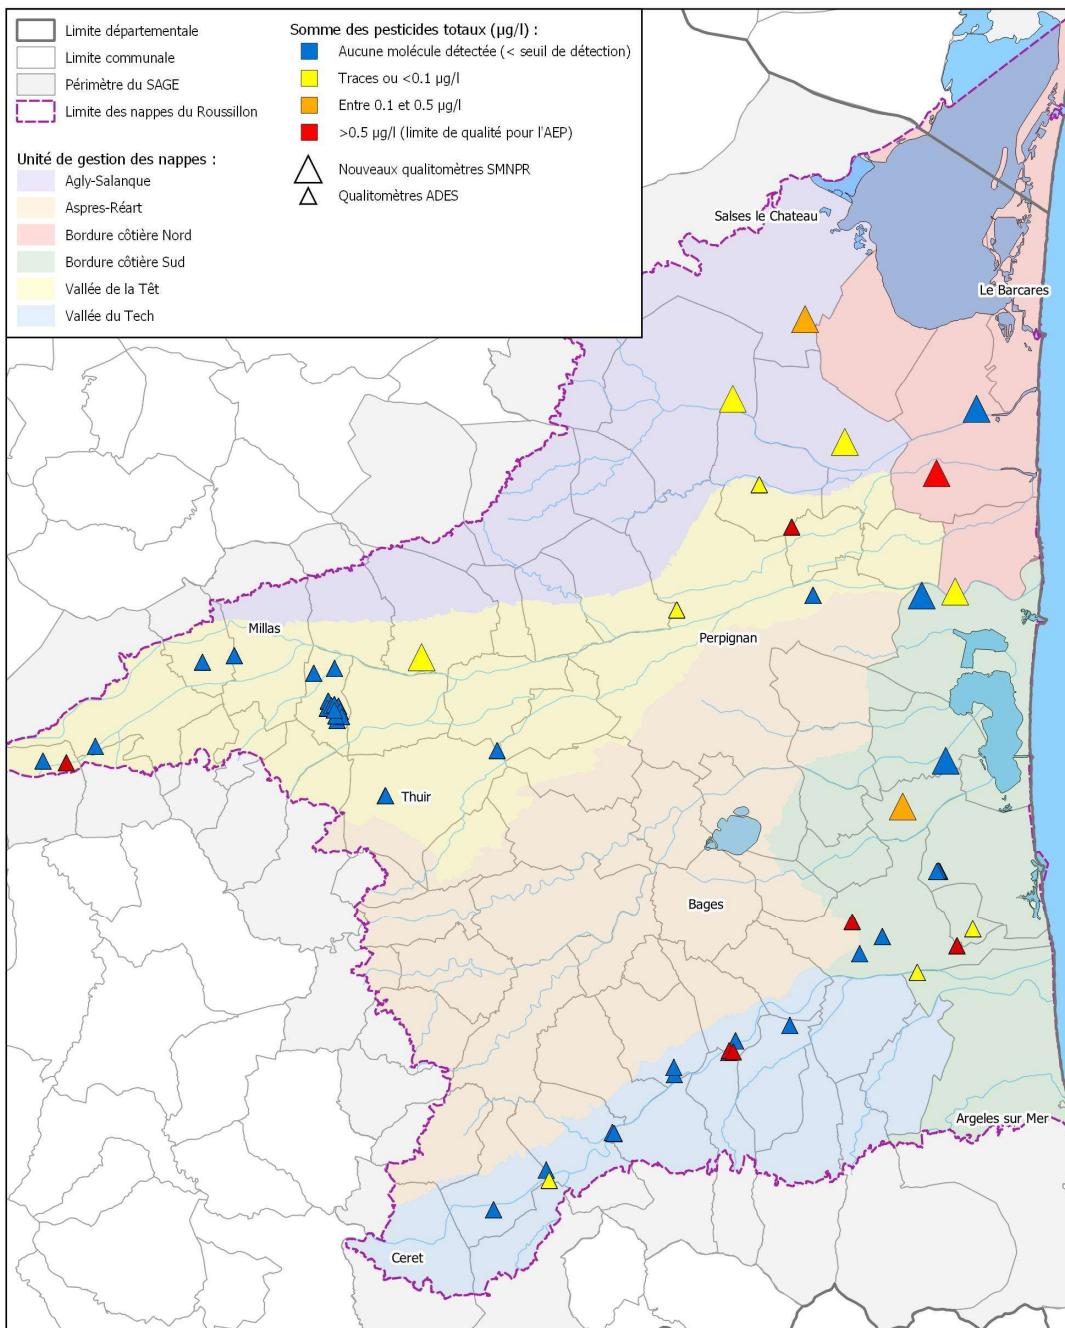 Limite départementale
Limite communale
Périmètre du SAGE
Limite des nappes du Roussillon
Unité de gestion des nappes :
Agly-Salanque
Aspres-Réart
Bordure côtière Nord
Bordure côtière Sud
Vallée de la Têt
Vallée du Tech
Somme des pesticides totaux (µg/l) :
Aucune molécule détectée (< seuil de détection)
Traces ou <0.1 µg/l
Entre 0.1 et 0.5 µg/l
>0.5 µg/l (limite de qualité pour l'AEP)
Nouveaux qualitomètres SMNPR
Qualitomètres ADES
Salses le Chateau
Le Barcares
Millas
Perpignan
Thuir
Bages
Argeles sur Mer
Ceret